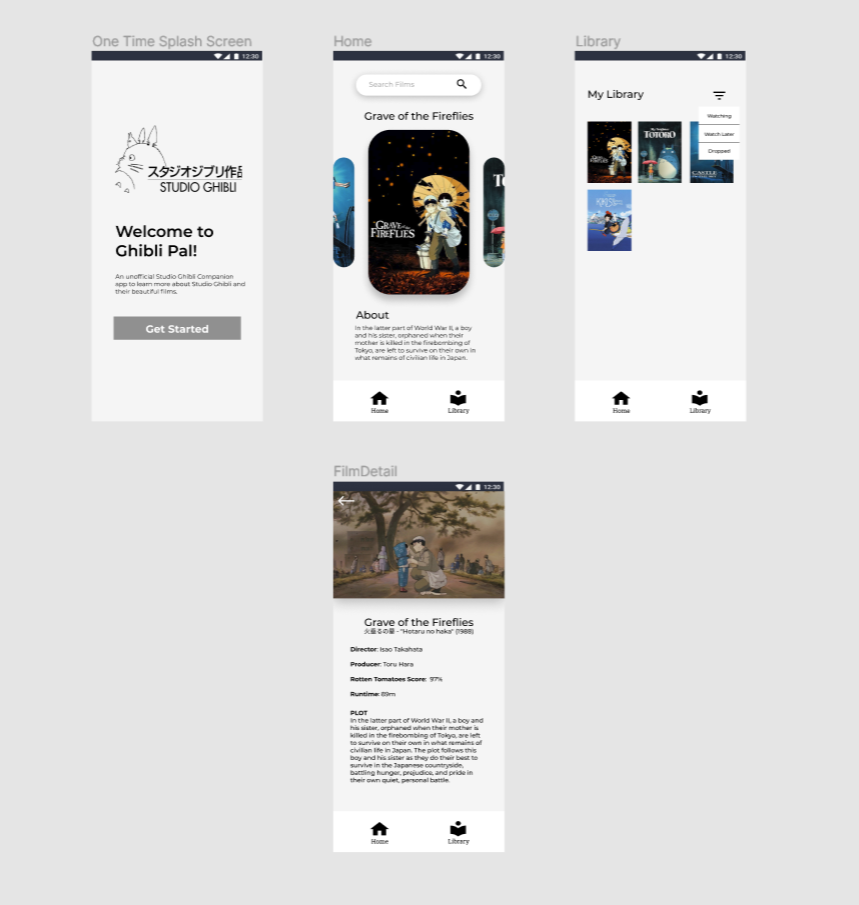 One Time Splash Screen
12:30
スタジオジブリ作品
STUDIO GHIBLI
Welcome to
Ghibli Pal!
An unofficial Studio Ghibli Companion
app to learn more about Studio Ghibli and
their beautiful films.
Get Started
Home
12:30
Search Films
Grave of the Fireflies
GRAVE of the
FIREFLIES
About
In the latter part of World War II, a boy
and his sister, orphaned when their
mother is killed in the firebombing of
Tokyo, are left to survive on their own in
what remains of civilian life in Japan.
Home
Library
Library
12:30
My Library
Watching
Watch Later
Dropped
TOTORO
CASTLE
Home
Library
FilmDetail
12:30
Grave of the Fireflies
火垂るの墓 - "Hotaru no haka" (1988)
Director: Isao Takahata
Producer: Toru Hara
Rotten Tomatoes Score: 97%
Runtime: 89m
PLOT
In the latter part of World War II, a boy and
his sister, orphaned when their mother is
killed in the firebombing of Tokyo, are left
to survive on their own in what remains of
civilian life in Japan. The plot follows this
boy and his sister as they do their best to
survive in the Japanese countryside,
battling hunger, prejudice, and pride in
their own quiet, personal battle.
Home
Library